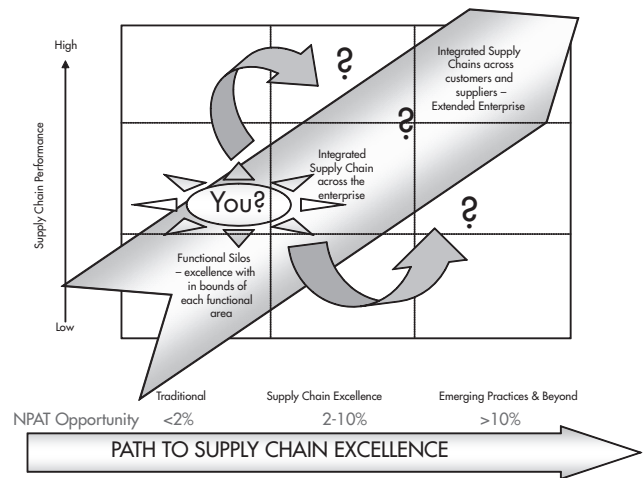 High
Supply Chain Performance
Low
?
?
?
Integrated Supply
Chains across
customers and
suppliers –
Extended Enterprise
Integrated
Supply Chain
across the
enterprise
You?
Functional Silos
– excellence with
in bounds of
each functional
area
Traditional
Supply Chain Excellence
Emerging Practices & Beyond
NPAT Opportunity
<2%
2-10%
>10%
PATH TO SUPPLY CHAIN EXCELLENCE